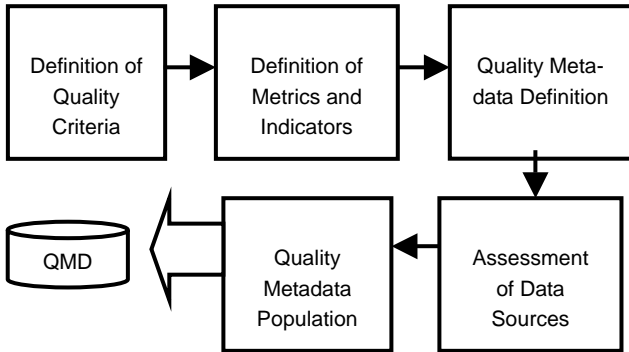 Definition of
Quality
Criteria
Definition of
Metrics and
Indicators
Quality Meta-
data Definition
Assessment
of Data
Sources
Quality
Metadata
Population
QMD